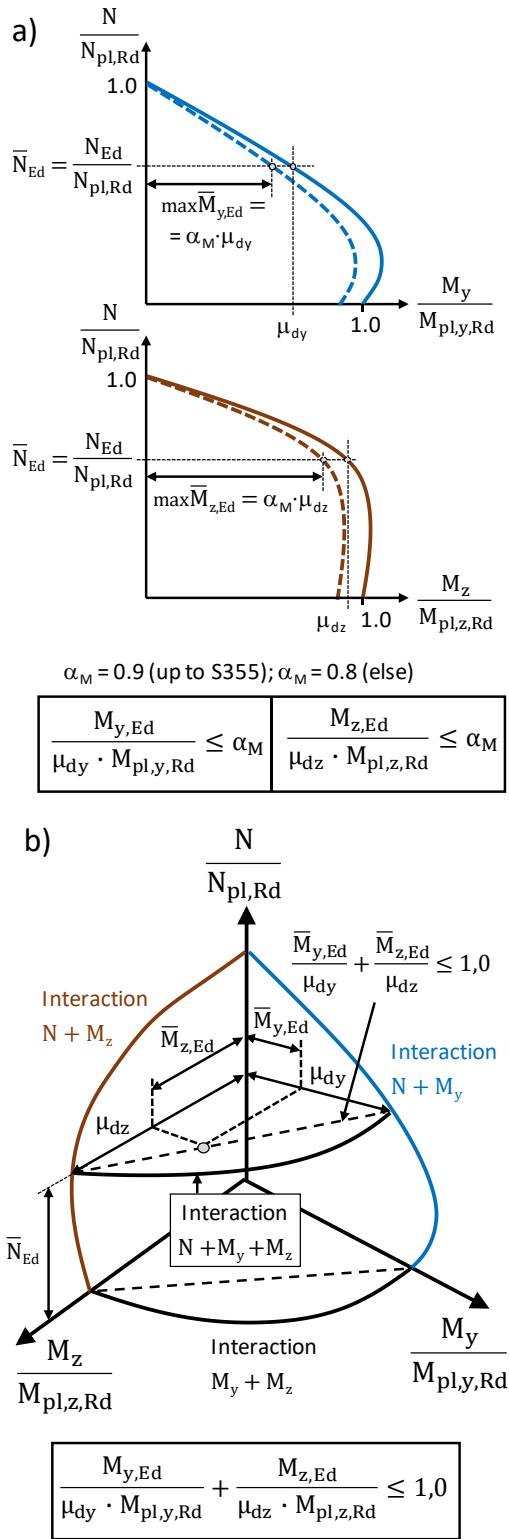 a)
N
N_pl,Rd
1.0
N̅_Ed = N_Ed / N_pl,Rd
max M̅_y,Ed =
= α_M·μ_dy
μ_dy
1.0
M_y
M_pl,y,Rd
N
N_pl,Rd
1.0
N̅_Ed = N_Ed / N_pl,Rd
max M̅_z,Ed = α_M·μ_dz
μ_dz
1.0
M_z
M_pl,z,Rd
α_M = 0.9 (up to S355); α_M = 0.8 (else)
M_y,Ed / (μ_dy · M_pl,y,Rd) ≤ α_M
M_z,Ed / (μ_dz · M_pl,z,Rd) ≤ α_M
b)
N
N_pl,Rd
M̅_y,Ed / μ_dy + M̅_z,Ed / μ_dz ≤ 1,0
Interaction
N + M_z
M̅_z,Ed
M̅_y,Ed
Interaction
N + M_y
μ_dy
μ_dz
Interaction
N + M_y + M_z
N̅_Ed
M_z
M_pl,z,Rd
Interaction
M_y + M_z
M_y
M_pl,y,Rd
M_y,Ed / (μ_dy · M_pl,y,Rd) + M_z,Ed / (μ_dz · M_pl,z,Rd) ≤ 1,0